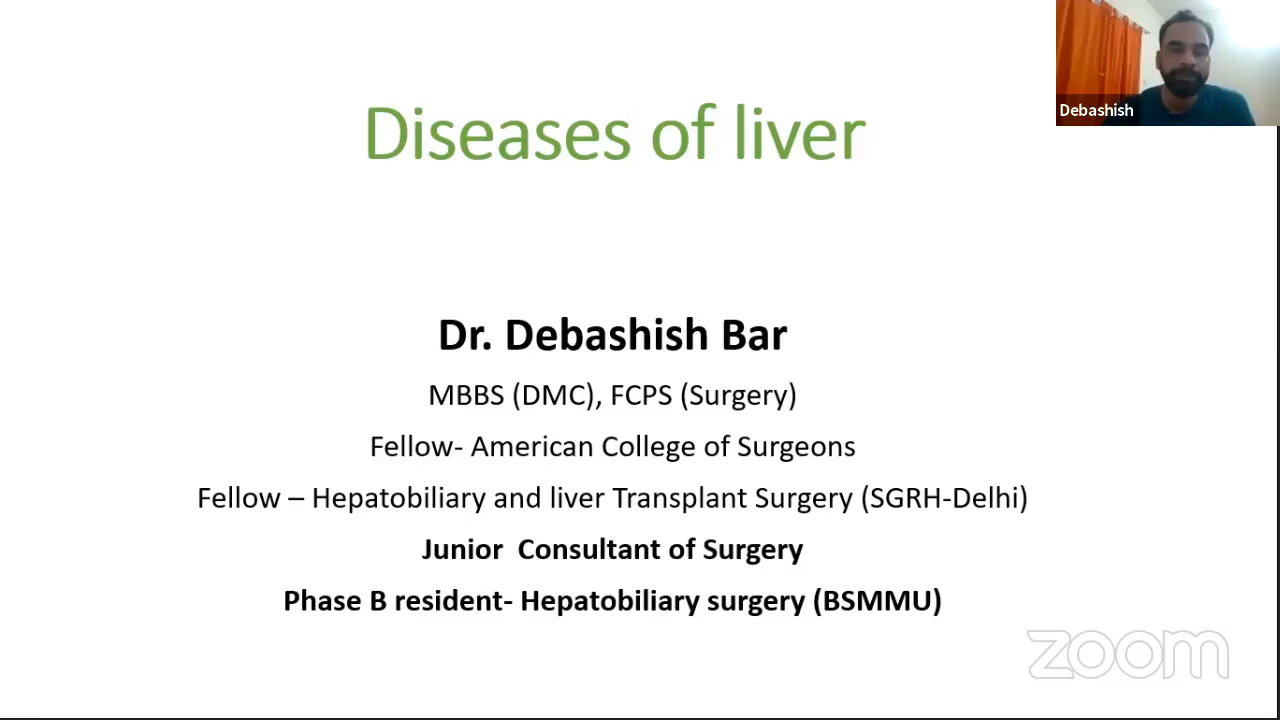 Debashish
Diseases of liver
Dr. Debashish Bar
MBBS (DMC), FCPS (Surgery)
Fellow- American College of Surgeons
Fellow – Hepatobiliary and liver Transplant Surgery (SGRH-Delhi)
Junior Consultant of Surgery
Phase B resident- Hepatobiliary surgery (BSMMU)
zoom